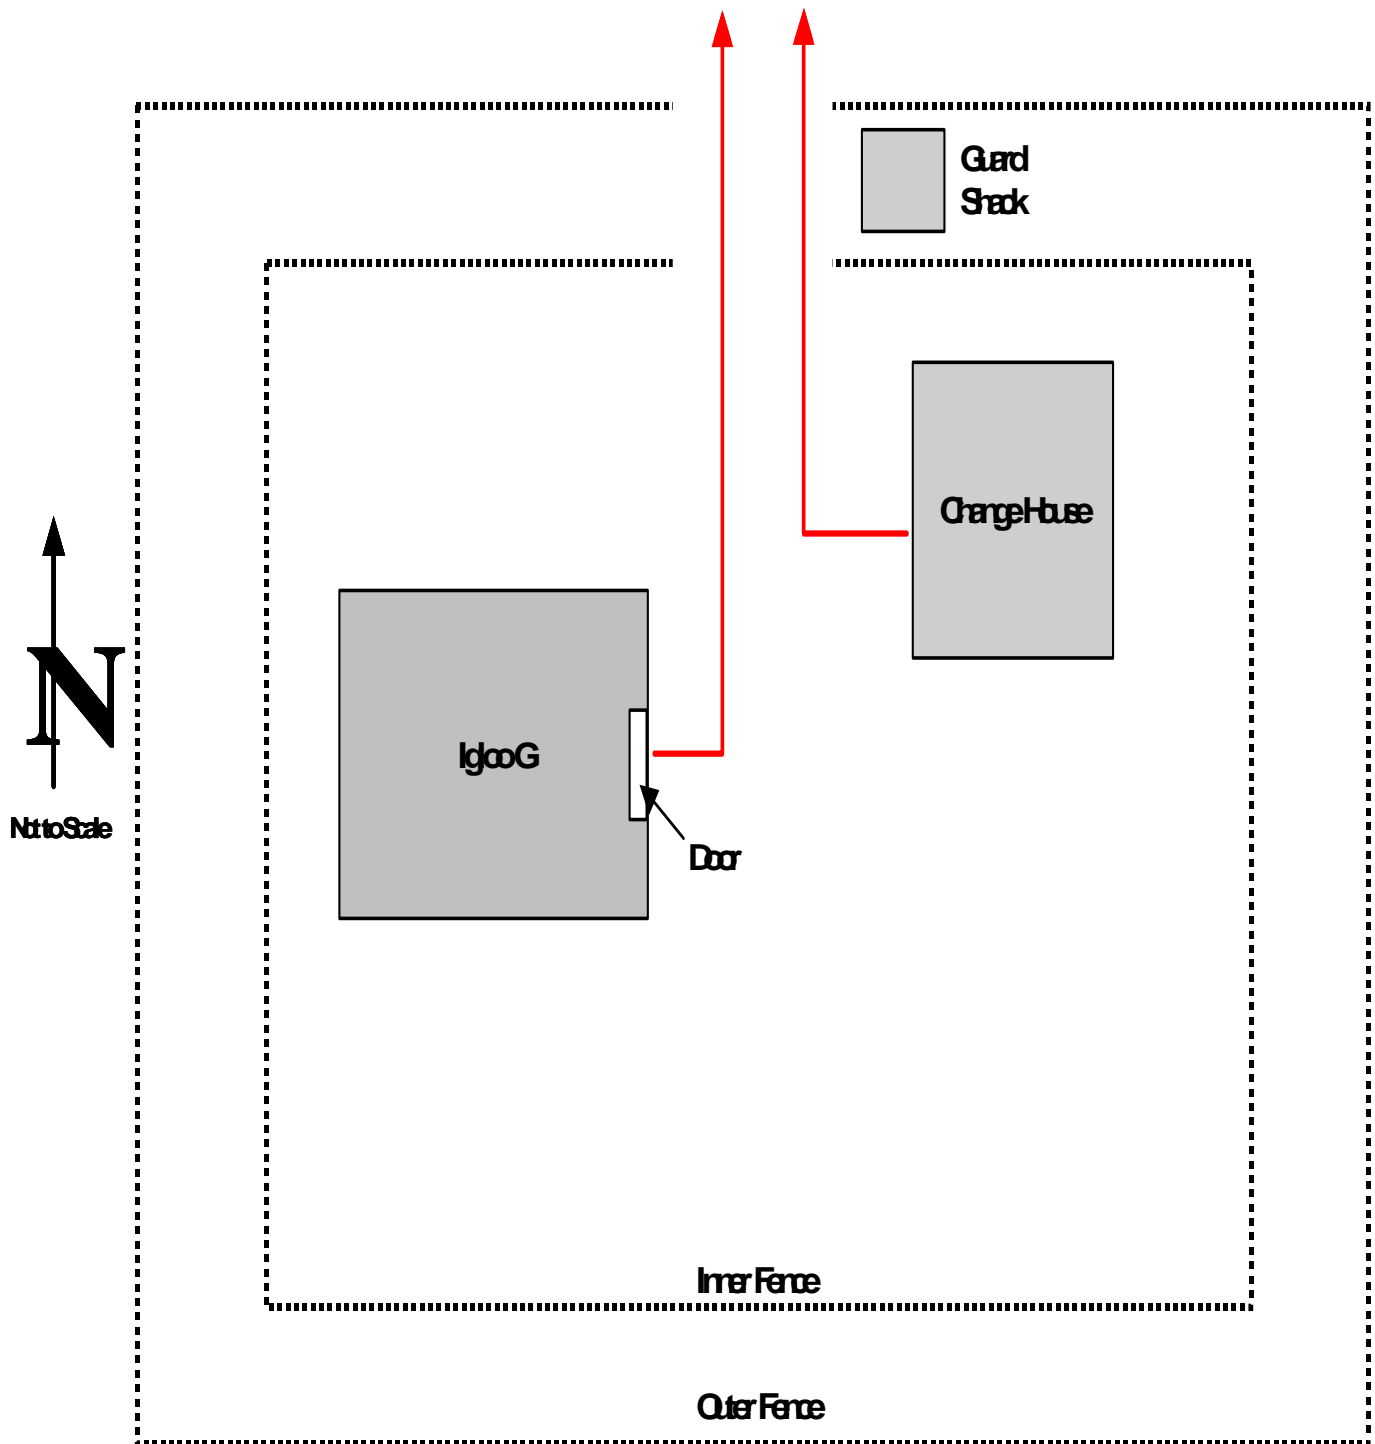 Guard
Shack
Change House
N
Igloo G
Not to Scale
Door
Inner Fence
Outer Fence